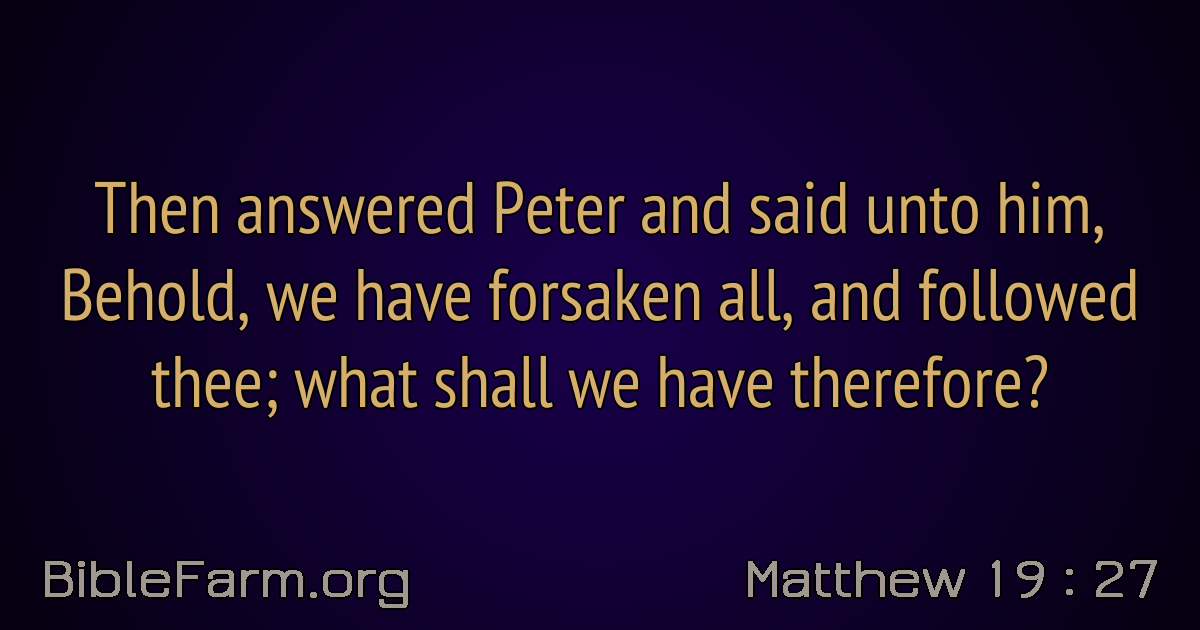 Then answered Peter and said unto him,
Behold, we have forsaken all, and followed
thee; what shall we have therefore?
BibleFarm.org
Matthew 19 : 27